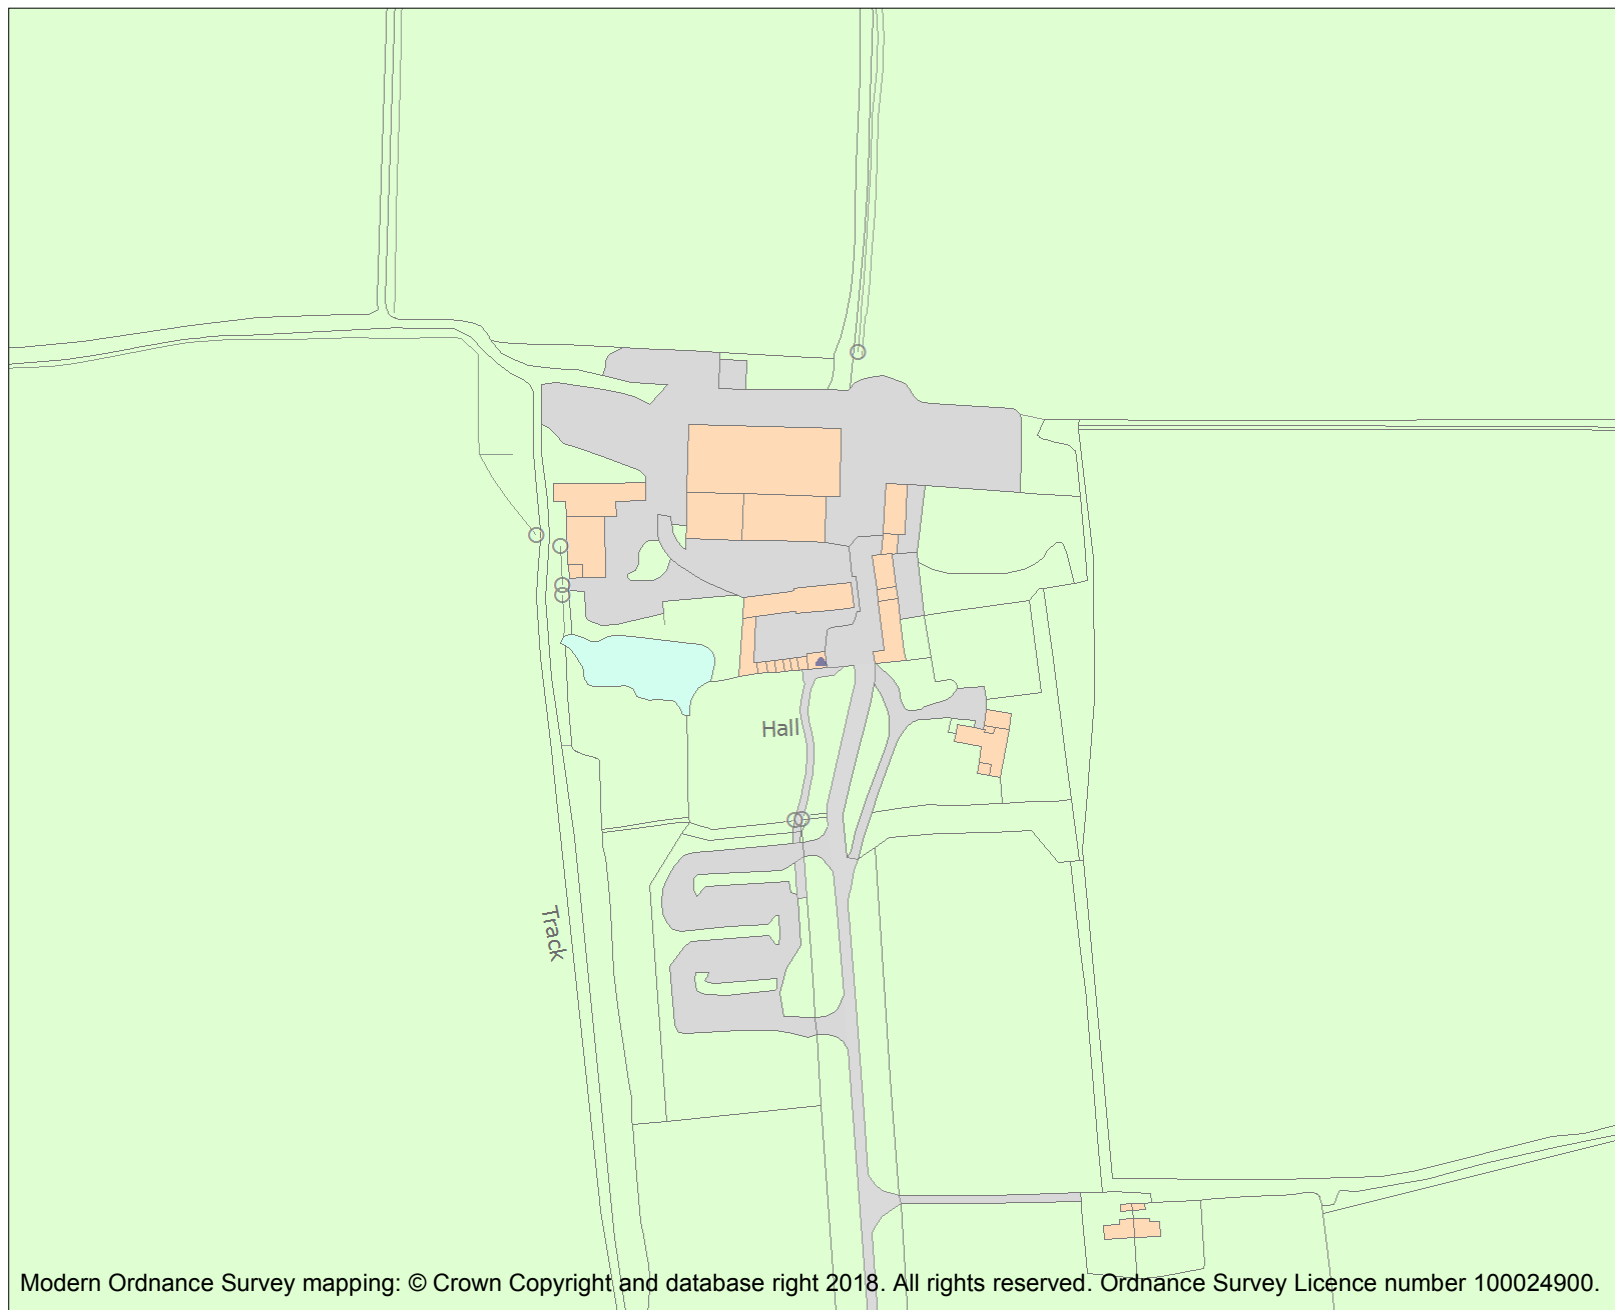 Hall
Track
Modern Ordnance Survey mapping: © Crown Copyright and database right 2018. All rights reserved. Ordnance Survey Licence number 100024900.